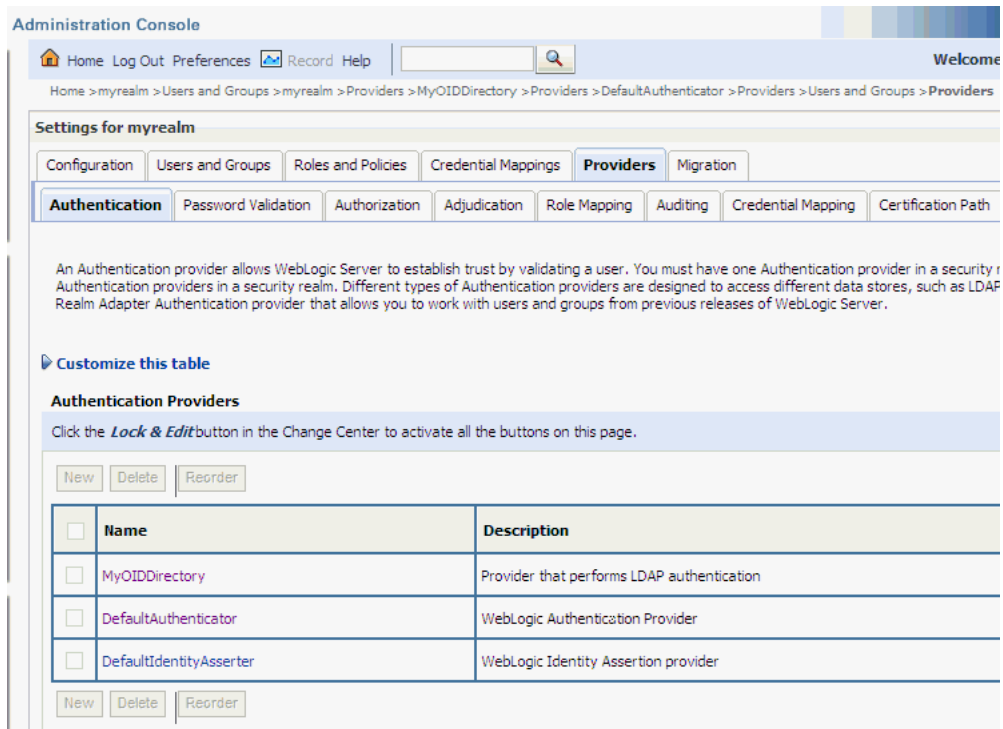 Administration Console
Home Log Out Preferences Record Help
Welcome
Home >myrealm >Users and Groups >myrealm >Providers >MyOIDDirectory >Providers >DefaultAuthenticator >Providers >Users and Groups >Providers
Settings for myrealm
Configuration Users and Groups Roles and Policies Credential Mappings Providers Migration
Authentication Password Validation Authorization Adjudication Role Mapping Auditing Credential Mapping Certification Path
An Authentication provider allows WebLogic Server to establish trust by validating a user. You must have one Authentication provider in a security
Authentication providers in a security realm. Different types of Authentication providers are designed to access different data stores, such as LDAP
Realm Adapter Authentication provider that allows you to work with users and groups from previous releases of WebLogic Server.
Customize this table
Authentication Providers
Click the Lock & Edit button in the Change Center to activate all the buttons on this page.
New Delete Reorder
Name Description
MyOIDDirectory Provider that performs LDAP authentication
DefaultAuthenticator WebLogic Authentication Provider
DefaultIdentityAsserter WebLogic Identity Assertion provider
New Delete Reorder